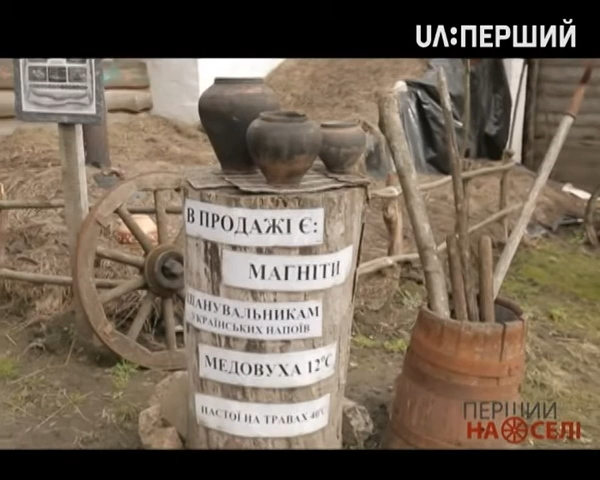 UA:ПЕРШИЙ
В ПРОДАЖІ Є:
МАГНІТИ
ШАНУВАЛЬНИКАМ
УКРАЇНСЬКИХ НАПОЇВ
МЕДОВУХА 12°С
НАСТОЇ НА ТРАВАХ 40°С
ПЕРШИЙ
НА СЕЛІ